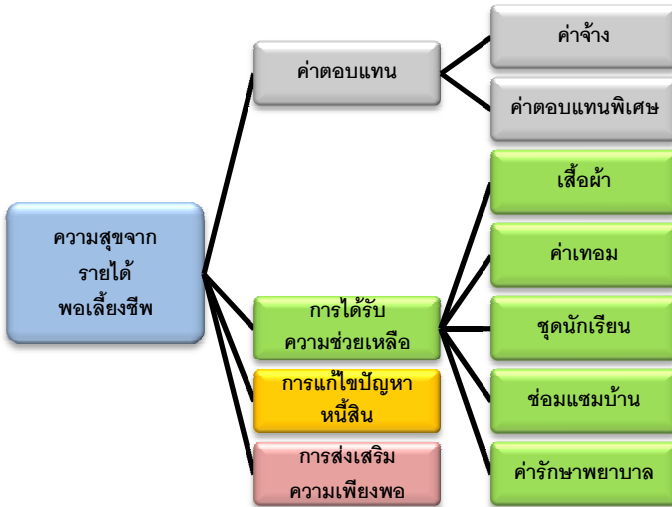 ความสุขจาก
รายได้
พอเลี้ยงชีพ
ค่าตอบแทน
ค่าจ้าง
ค่าตอบแทนพิเศษ
การได้รับ
ความช่วยเหลือ
เสื้อผ้า
ค่าเทอม
ชุดนักเรียน
ซ่อมแซมบ้าน
ค่ารักษาพยาบาล
การแก้ไขปัญหา
หนี้สิน
การส่งเสริม
ความเพียงพอ